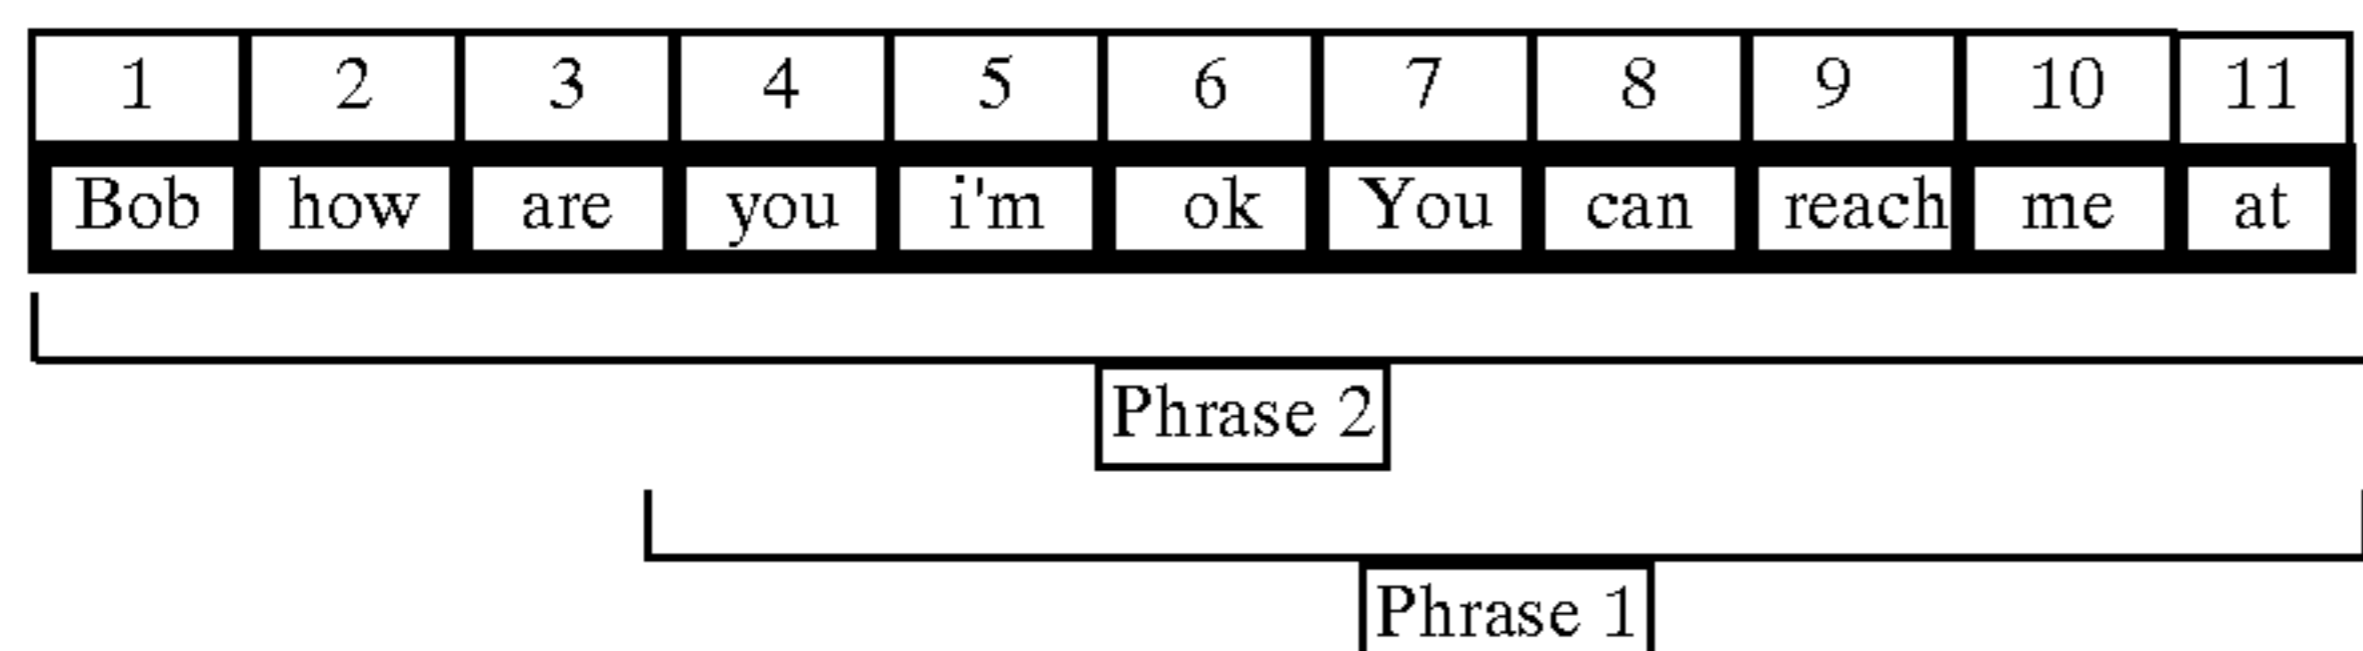 1 2 3 4 5 6 7 8 9 10 11
Bob how are you i'm ok You can reach me at
Phrase 2
Phrase 1